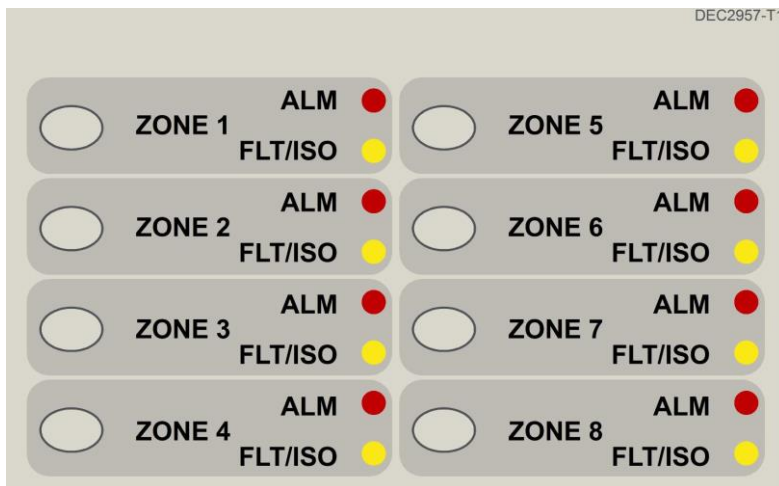 DEC2957-T1
ALM
ZONE 1
FLT/ISO
ALM
ZONE 2
FLT/ISO
ALM
ZONE 3
FLT/ISO
ALM
ZONE 4
FLT/ISO
ALM
ZONE 5
FLT/ISO
ALM
ZONE 6
FLT/ISO
ALM
ZONE 7
FLT/ISO
ALM
ZONE 8
FLT/ISO